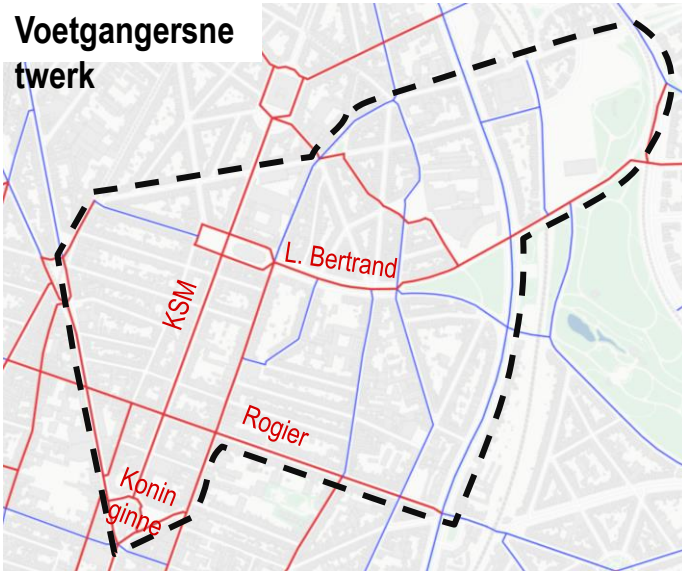 Voetgangersne
twerk
L. Bertrand
KSM
Rogier
Konin
ginne